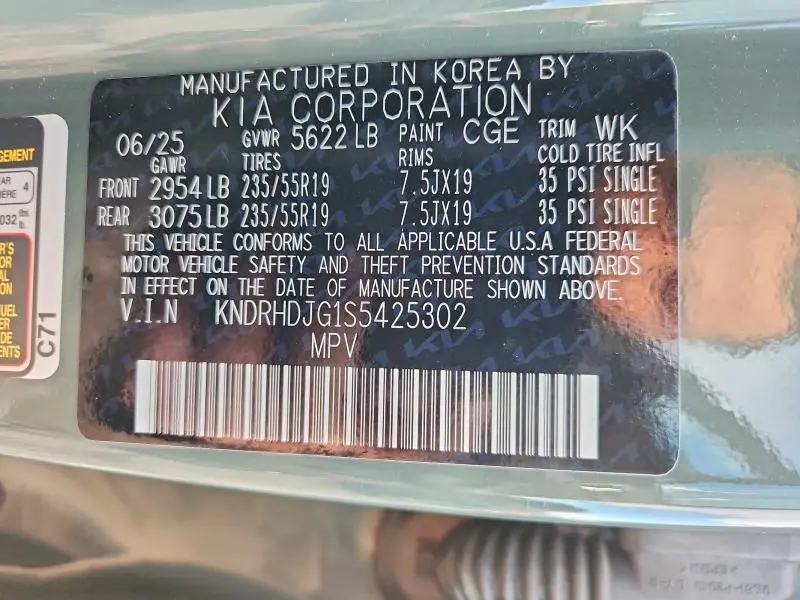 MANUFACTURED IN KOREA BY
KIA CORPORATION
06/25 GVWR 5622 LB PAINT CGE TRIM WK
GAWR TIRES RIMS COLD TIRE INFL
FRONT 2954 LB 235/55R19 7.5JX19 35 PSI SINGLE
REAR 3075 LB 235/55R19 7.5JX19 35 PSI SINGLE
THIS VEHICLE CONFORMS TO ALL APPLICABLE U.S.A FEDERAL
MOTOR VEHICLE SAFETY AND THEFT PREVENTION STANDARDS
IN EFFECT ON THE DATE OF MANUFACTURE SHOWN ABOVE.
V.I.N KNDRHDJG1S5425302
MPV
C71
4